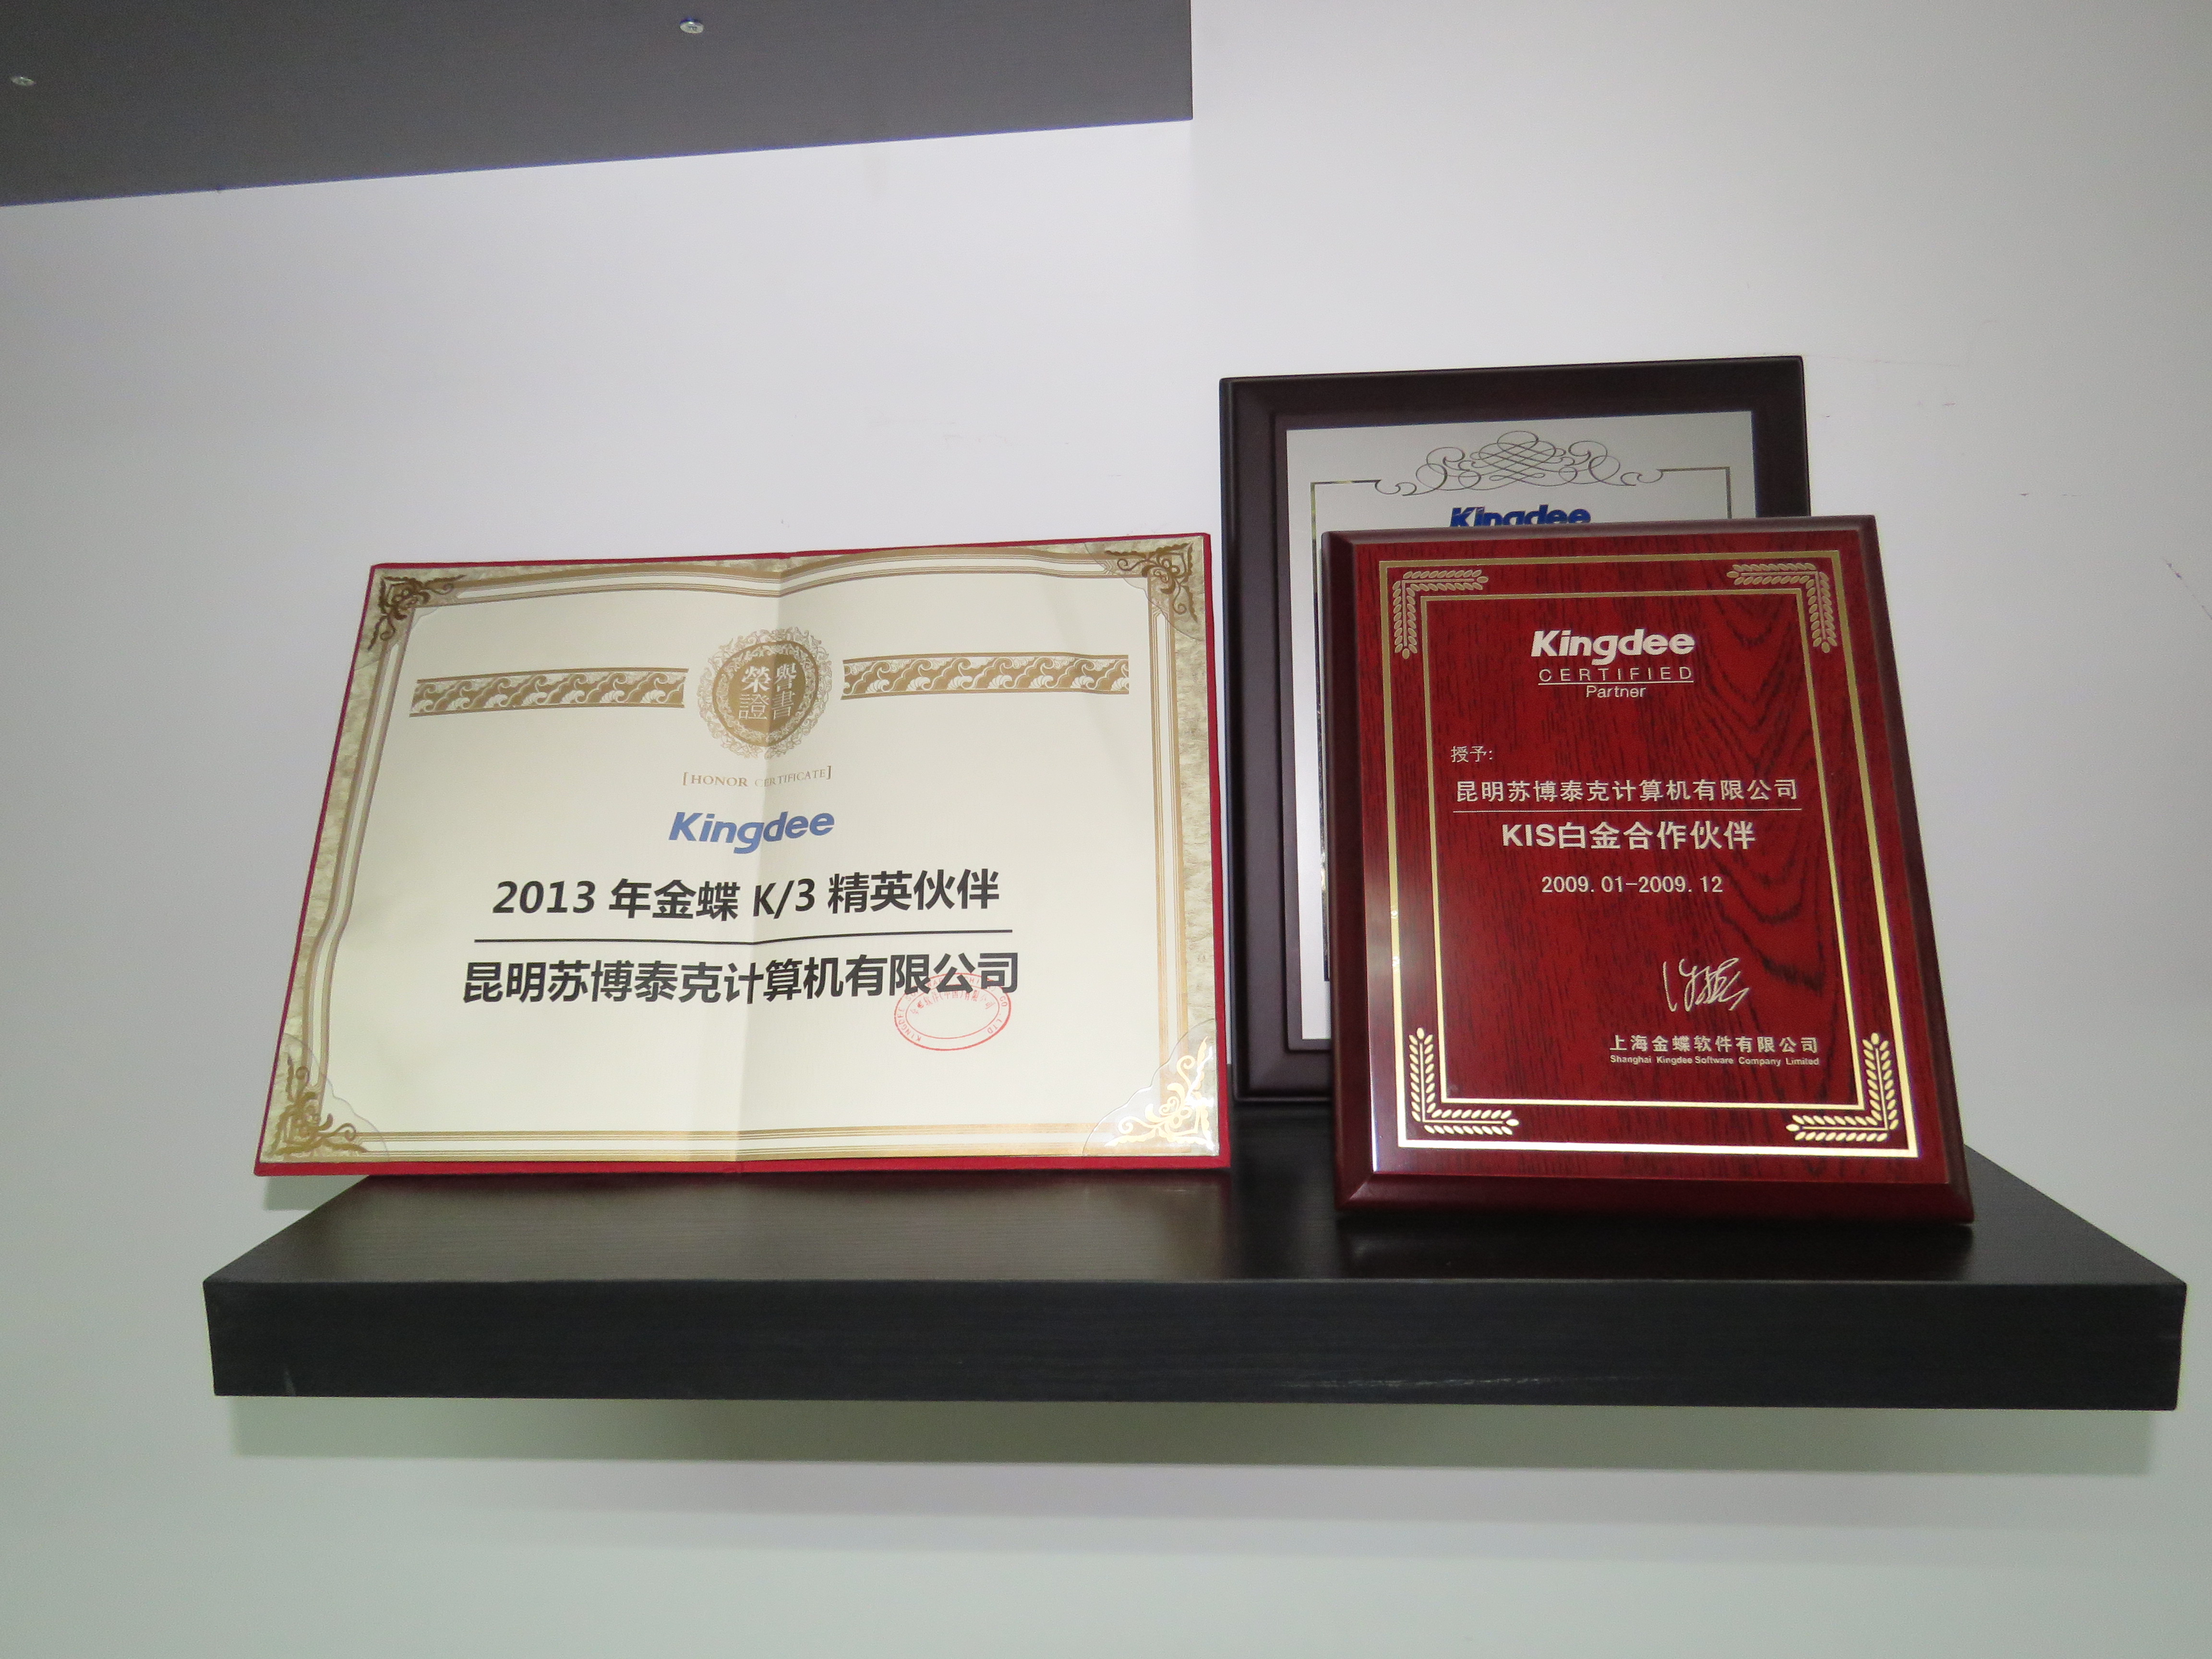 榮譽
證書
[HONOR CERTIFICATE]
Kingdee
2013 年金蝶 K/3 精英伙伴
昆明苏博泰克计算机有限公司
Kingdee
Kingdee
CERTIFIED
Partner
授予:
昆明苏博泰克计算机有限公司
KIS白金合作伙伴
2009.01-2009.12
上海金蝶软件有限公司
Shanghai Kingdee Software Company Limited